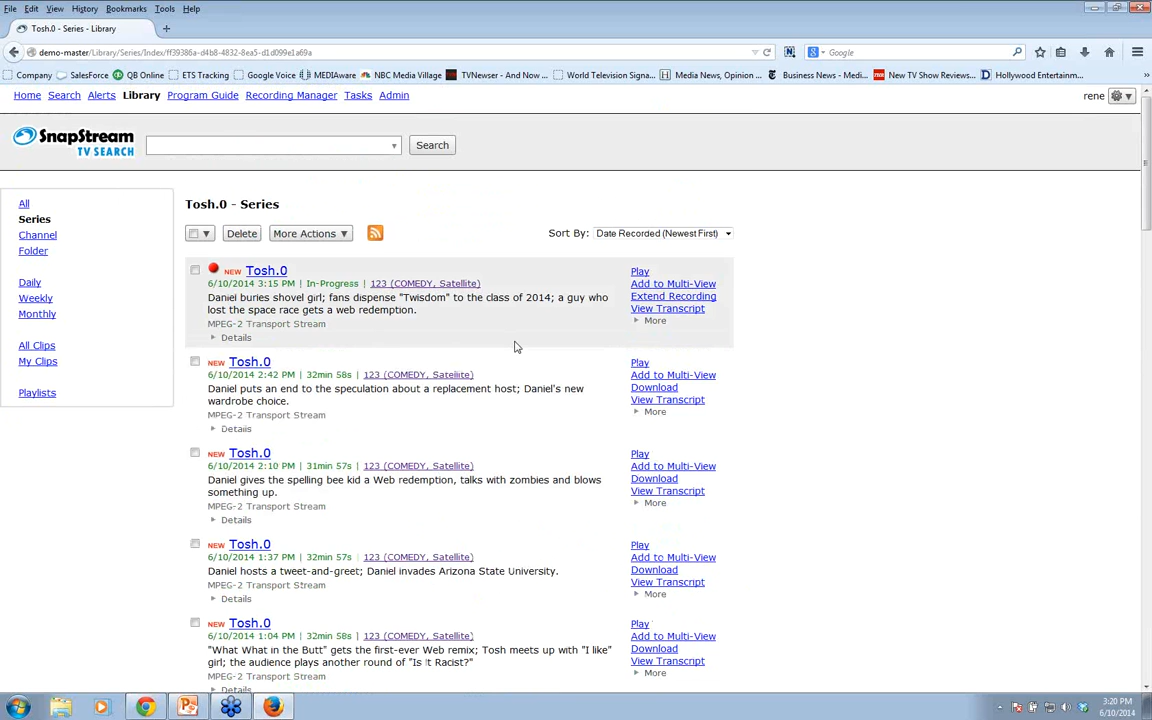 File Edit View History Bookmarks Tools Help
Tosh.0 - Series - Library
demo-master/Library/Series/Index/ff39386a-d4b8-4832-8ea5-d1d099e1a69a
Google
Company SalesForce QB Online ETS Tracking Google Voice MEDIAware NBC Media Village TVNewser - And Now ... World Television Signa... Media News, Opinion ... Business News - Medi... New TV Show Reviews... Hollywood Entertainm...
Home Search Alerts Library Program Guide Recording Manager Tasks Admin
rene
SnapStream
TV SEARCH
Search
All
Series
Channel
Folder
Daily
Weekly
Monthly
All Clips
My Clips
Playlists
Tosh.0 - Series
Delete More Actions
Sort By: Date Recorded (Newest First)
NEW Tosh.0
6/10/2014 3:15 PM | In-Progress | 123 (COMEDY, Satellite)
Daniel buries shovel girl; fans dispense "Twisdom" to the class of 2014; a guy who
lost the space race gets a web redemption.
MPEG-2 Transport Stream
Details
Play
Add to Multi-View
Extend Recording
View Transcript
More
NEW Tosh.0
6/10/2014 2:42 PM | 32min 58s | 123 (COMEDY, Satellite)
Daniel puts an end to the speculation about a replacement host; Daniel's new
wardrobe choice.
MPEG-2 Transport Stream
Details
Play
Add to Multi-View
Download
View Transcript
More
NEW Tosh.0
6/10/2014 2:10 PM | 31min 57s | 123 (COMEDY, Satellite)
Daniel gives the spelling bee kid a Web redemption, talks with zombies and blows
something up.
MPEG-2 Transport Stream
Details
Play
Add to Multi-View
Download
View Transcript
More
NEW Tosh.0
6/10/2014 1:37 PM | 32min 57s | 123 (COMEDY, Satellite)
Daniel hosts a tweet-and-greet; Daniel invades Arizona State University.
MPEG-2 Transport Stream
Details
Play
Add to Multi-View
Download
View Transcript
More
NEW Tosh.0
6/10/2014 1:04 PM | 32min 58s | 123 (COMEDY, Satellite)
"What What in the Butt" gets the first-ever Web remix; Tosh meets up with "I like"
girl; the audience plays another round of "Is It Racist?"
MPEG-2 Transport Stream
Details
Play
Add to Multi-View
Download
View Transcript
More
3:20 PM
6/10/2014